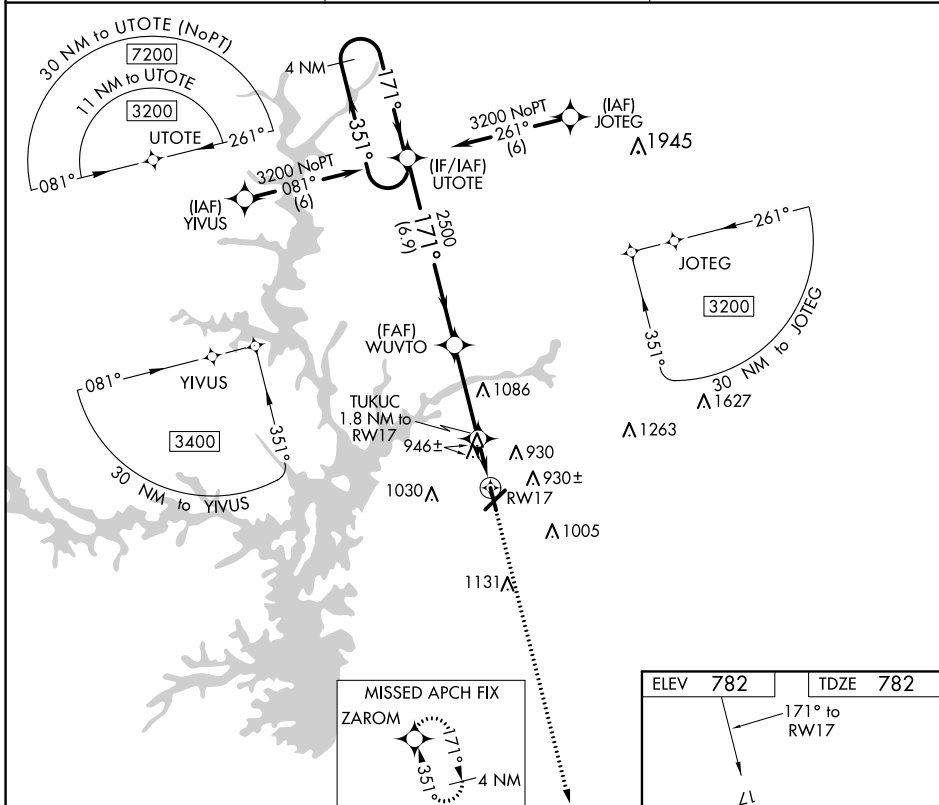 30 NM to UTOTE (NoPT)
7200
11 NM to UTOTE
3200
UTOTE
261°
081°
4 NM
171°
351°
3200 NoPT
261°
(6)
(IAF)
JOTEG
1945
(IF/IAF)
UTOTE
3200 NoPT
081°
(6)
(IAF)
YIVUS
2500
171°
(6.9)
261°
JOTEG
3200
351°
30 NM to JOTEG
(FAF)
WUVTO
081°
YIVUS
351°
3400
30 NM to YIVUS
1086
1627
1263
TUKUC
1.8 NM to
RW17
946±
930
930±
RW17
1030
1005
1131
MISSED APCH FIX
ZAROM
171°
351°
4 NM
ELEV 782
TDZE 782
171° to
RW17
17